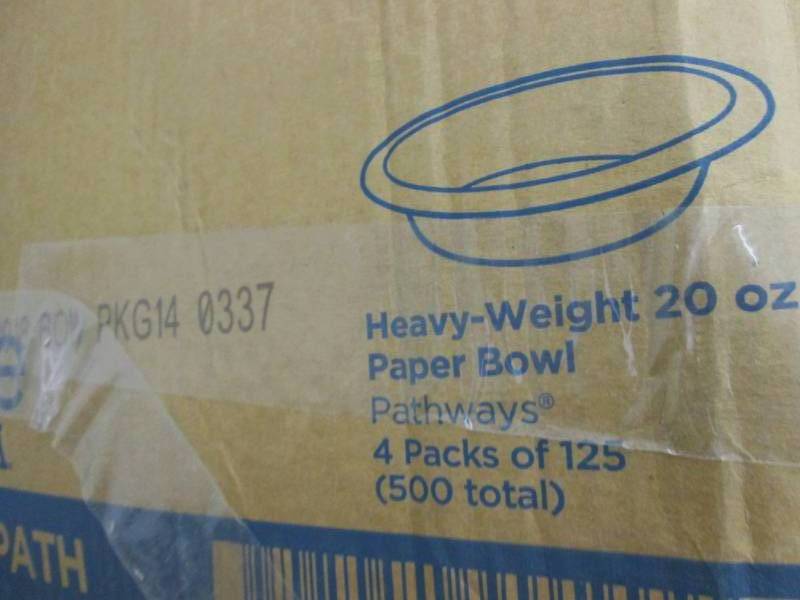 PKG14 0337
Heavy-Weight 20 oz
Paper Bowl
Pathways®
4 Packs of 125
(500 total)
PATH